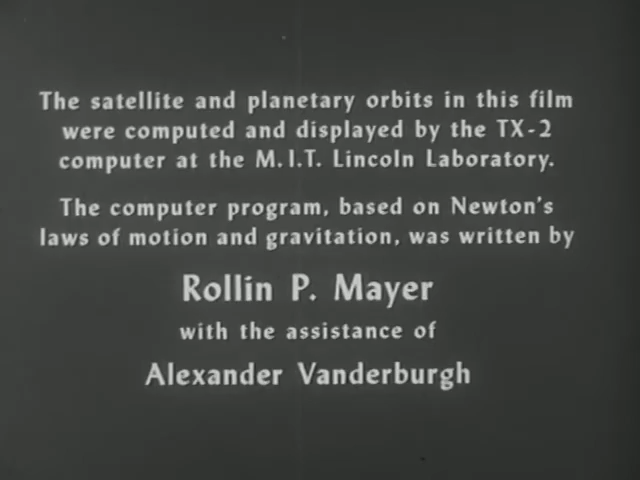 The satellite and planetary orbits in this film
were computed and displayed by the TX-2
computer at the M.I.T. Lincoln Laboratory.
The computer program, based on Newton's
laws of motion and gravitation, was written by
Rollin P. Mayer
with the assistance of
Alexander Vanderburgh